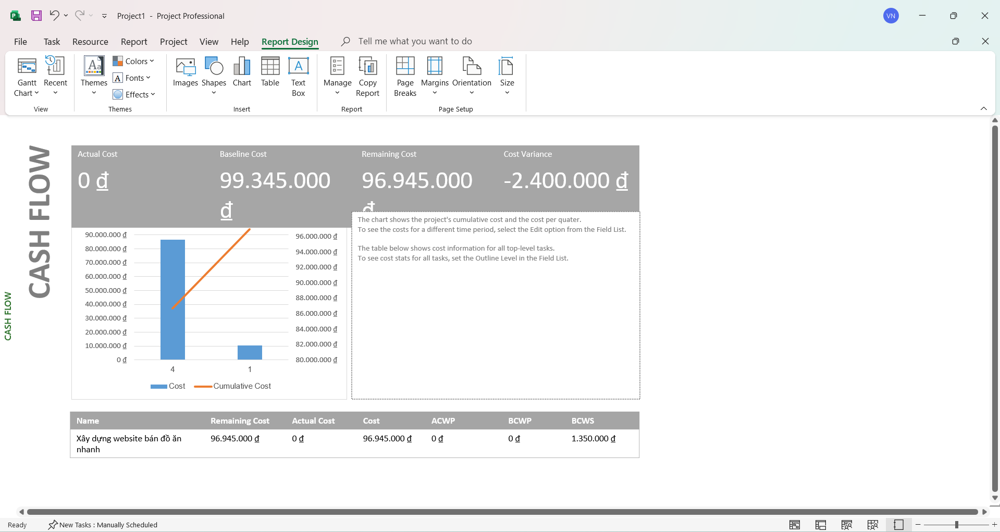 Project1 - Project Professional
VN
File Task Resource Report Project View Help Report Design Tell me what you want to do
Gantt Chart
Recent
View
Themes
Colors
Fonts
Effects
Themes
Images
Shapes
Chart
Table
Text Box
Insert
Manage
Copy Report
Report
Page Breaks
Margins
Orientation
Size
Page Setup
CASH FLOW
CASH FLOW
Actual Cost Baseline Cost Remaining Cost Cost Variance
0 ₫ 99.345.000 ₫ 96.945.000 ₫ -2.400.000 ₫
90.000.000 ₫
80.000.000 ₫
70.000.000 ₫
60.000.000 ₫
50.000.000 ₫
40.000.000 ₫
30.000.000 ₫
20.000.000 ₫
10.000.000 ₫
0 ₫
96.000.000 ₫
94.000.000 ₫
92.000.000 ₫
90.000.000 ₫
88.000.000 ₫
86.000.000 ₫
84.000.000 ₫
82.000.000 ₫
80.000.000 ₫
4 1
Cost Cumulative Cost
The chart shows the project's cumulative cost and the cost per quater.
To see the costs for a different time period, select the Edit option from the Field List.
The table below shows cost information for all top-level tasks.
To see cost stats for all tasks, set the Outline Level in the Field List.
Name Remaining Cost Actual Cost Cost ACWP BCWP BCWS
Xây dựng website bán đồ ăn 96.945.000 ₫ 0 ₫ 96.945.000 ₫ 0 ₫ 0 ₫ 1.350.000 ₫
nhanh
Ready New Tasks : Manually Scheduled